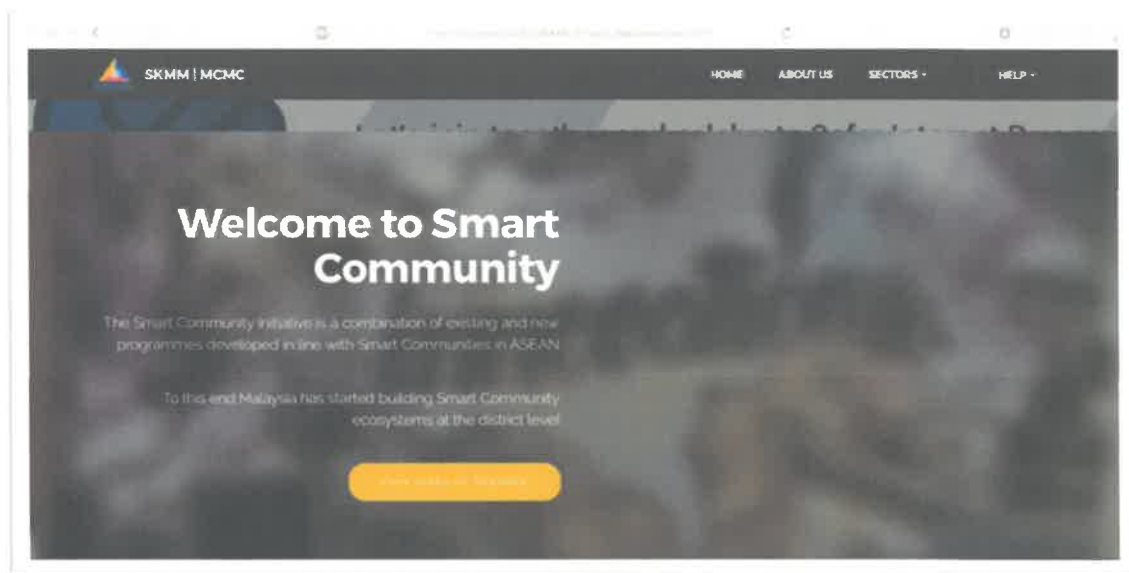 SKMM | MCMC
HOME ABOUT US SECTORS HELP
Welcome to Smart
Community
The Smart Community Initiative is a combination of existing and new
programmes developed in line with Smart Communities in ASEAN
To this end Malaysia has started building Smart Community
ecosystems at the district level